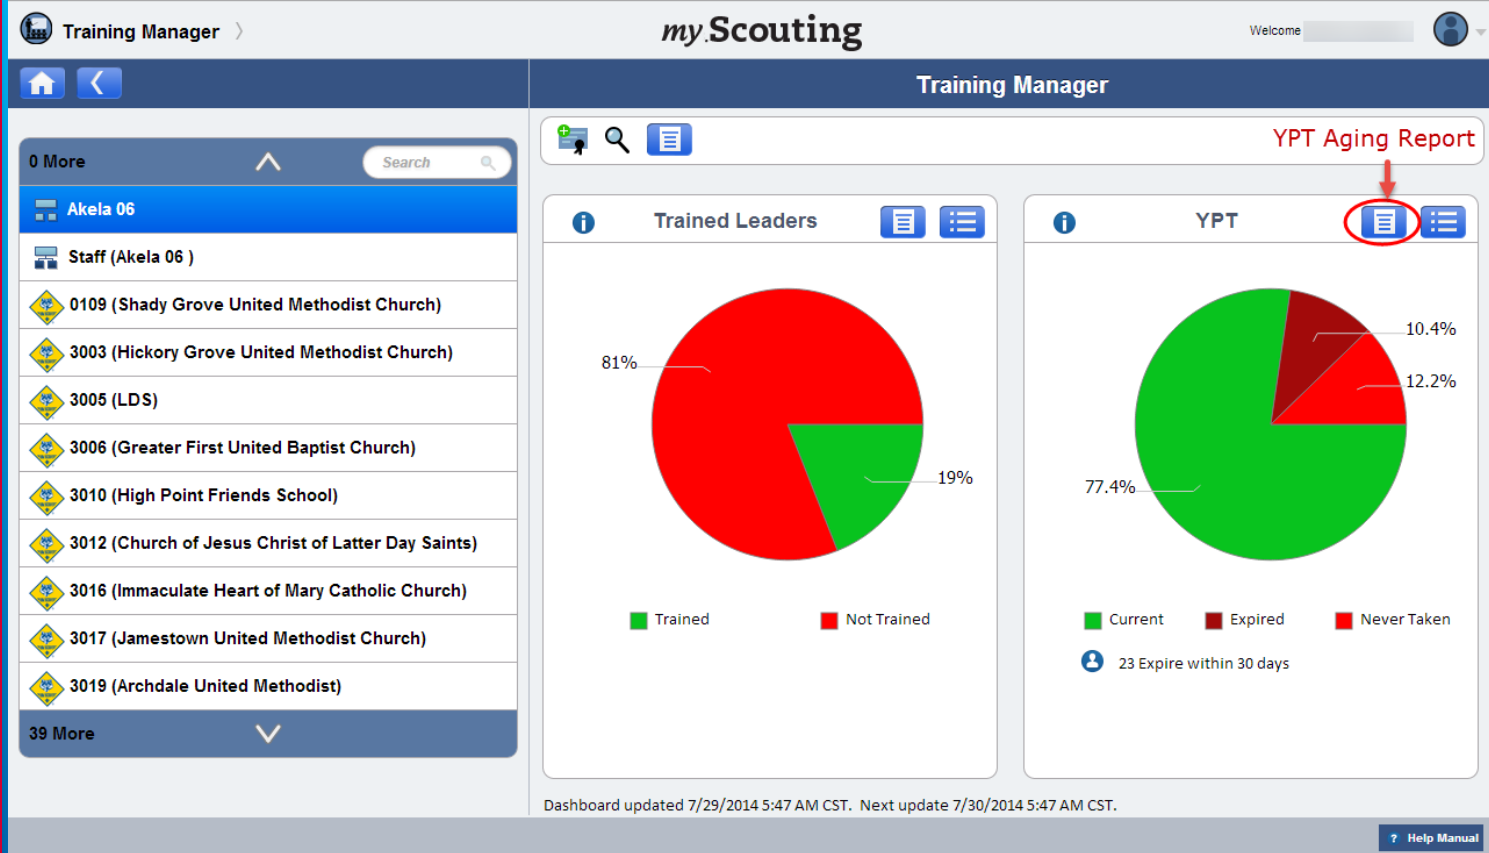 Training Manager
my.Scouting
Welcome
Training Manager
0 More
Search
Akela 06
Staff (Akela 06 )
0109 (Shady Grove United Methodist Church)
3003 (Hickory Grove United Methodist Church)
3005 (LDS)
3006 (Greater First United Baptist Church)
3010 (High Point Friends School)
3012 (Church of Jesus Christ of Latter Day Saints)
3016 (Immaculate Heart of Mary Catholic Church)
3017 (Jamestown United Methodist Church)
3019 (Archdale United Methodist)
39 More
YPT Aging Report
Trained Leaders
81%
19%
Trained
Not Trained
YPT
10.4%
12.2%
77.4%
Current
Expired
Never Taken
23 Expire within 30 days
Dashboard updated 7/29/2014 5:47 AM CST. Next update 7/30/2014 5:47 AM CST.
? Help Manual